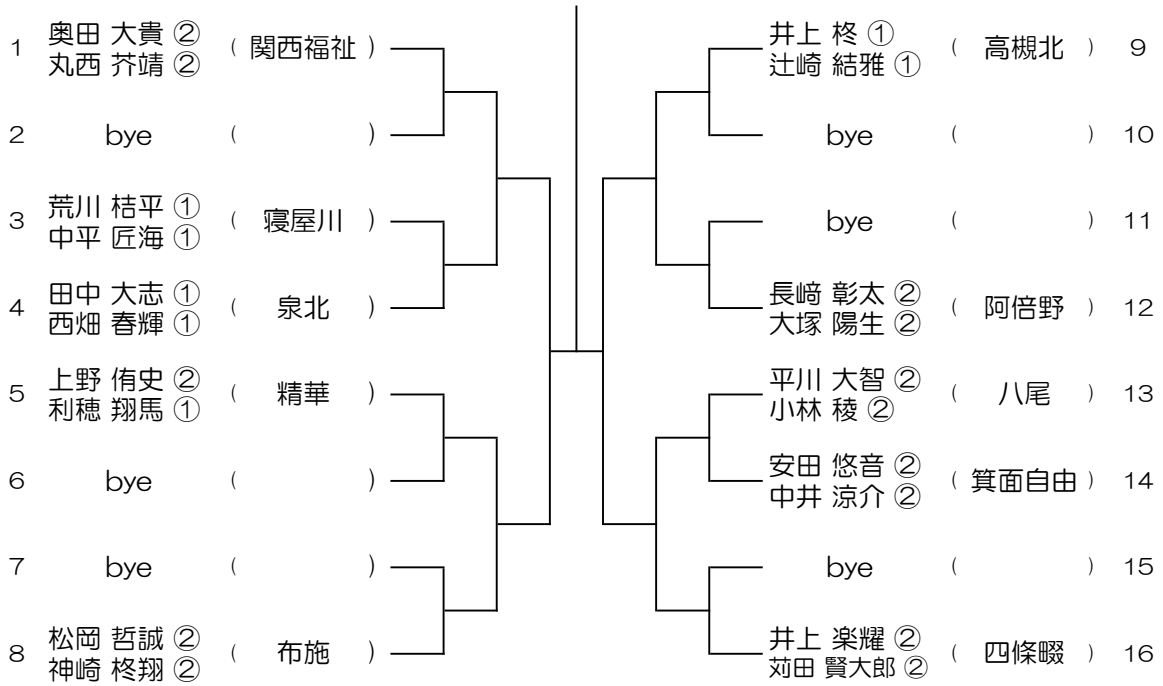 1 奥田 大貴 ② ( 関西福祉 )
丸西 芥靖 ②
2 bye ( )
3 荒川 桔平 ① ( 寝屋川 )
中平 匠海 ①
4 田中 大志 ① ( 泉北 )
西畑 春輝 ①
5 上野 侑史 ② ( 精華 )
利穂 翔馬 ①
6 bye ( )
7 bye ( )
8 松岡 哲誠 ② ( 布施 )
神崎 柊翔 ②
井上 柊 ① ( 高槻北 ) 9
辻崎 結雅 ①
bye ( ) 10
bye ( ) 11
長﨑 彰太 ② ( 阿倍野 ) 12
大塚 陽生 ②
平川 大智 ② ( 八尾 ) 13
小林 稜 ②
安田 悠音 ② ( 箕面自由 ) 14
中井 涼介 ②
bye ( ) 15
井上 楽耀 ② ( 四條畷 ) 16
苅田 賢大郎 ②